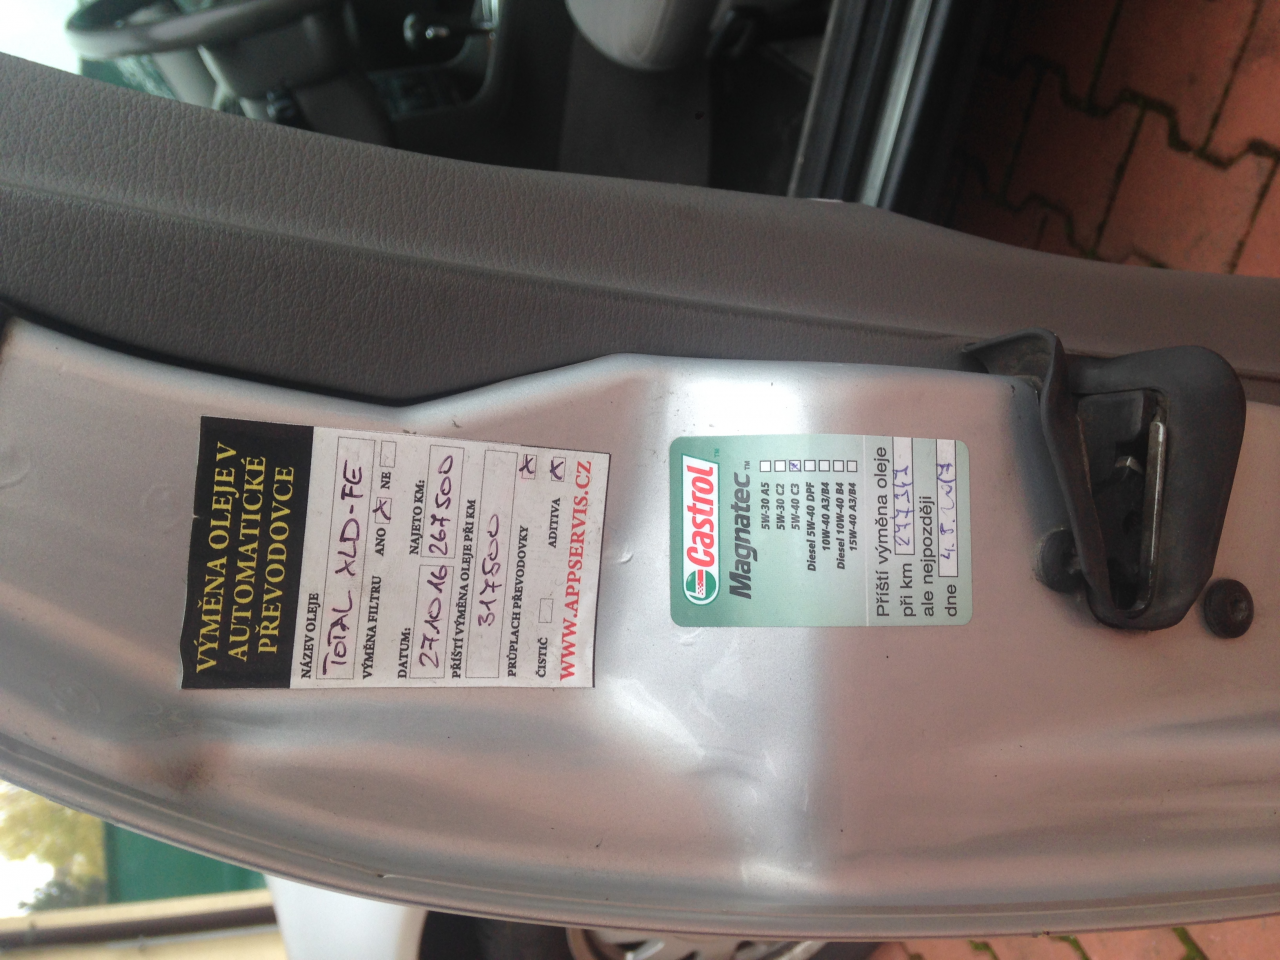 VÝMĚNA OLEJE V
AUTOMATICKÉ
PŘEVODOVCE
NÁZEV OLEJE
TOTAL XLD-FE
VÝMĚNA FILTRU ANO X NE
DATUM: NAJETO KM:
27.10.16 267500
PŘÍŠTÍ VÝMĚNA OLEJE PŘI KM
317500
PRŮPLACH PŘEVODOVKY X
ČISTIČ ADITIVA X
WWW.APPSERVIS.CZ
Castrol™
Magnatec™
5W-30 A5
5W-30 C2
5W-40 C3 X
Diesel 5W-40 DPF
10W-40 A3/B4
Diesel 10W-40 B4
15W-40 A3/B4
Příští výměna oleje
při km
ale nejpozději
dne